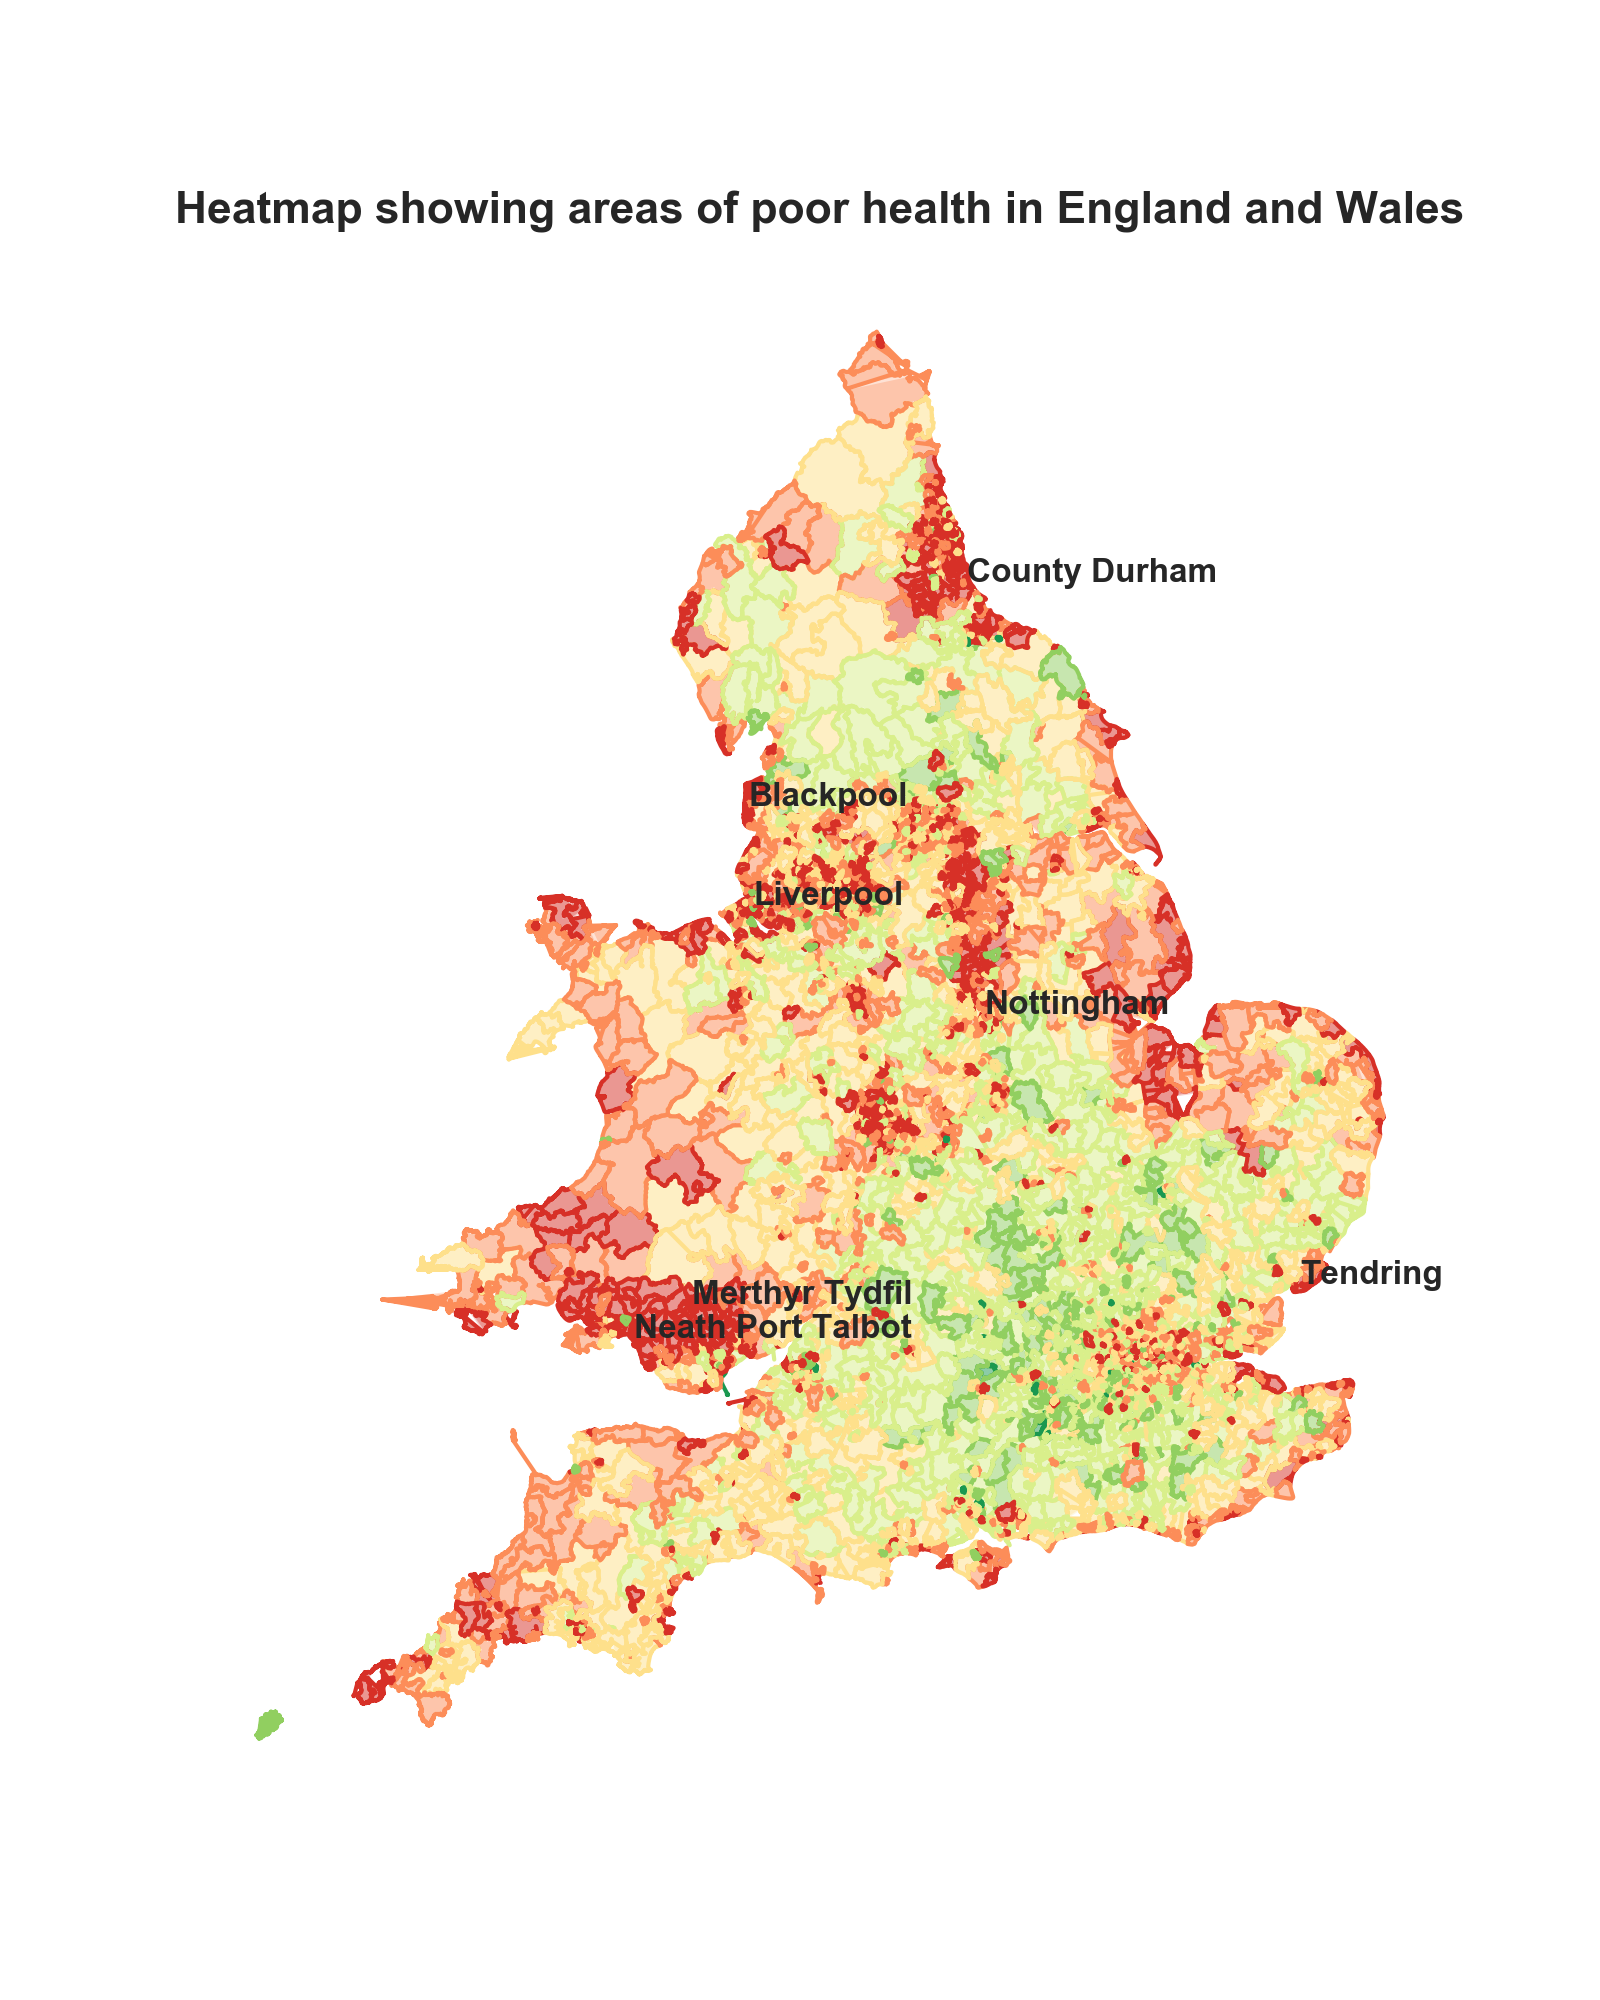 Heatmap showing areas of poor health in England and Wales
County Durham
Blackpool
Liverpool
Nottingham
Tendring
Merthyr Tydfil
Neath Port Talbot